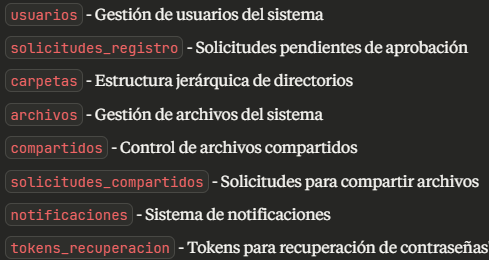 usuarios - Gestión de usuarios del sistema
solicitudes_registro - Solicitudes pendientes de aprobación
carpetas - Estructura jerárquica de directorios
archivos - Gestión de archivos del sistema
compartidos - Control de archivos compartidos
solicitudes_compartidos - Solicitudes para compartir archivos
notificaciones - Sistema de notificaciones
tokens_recuperacion - Tokens para recuperación de contraseñas